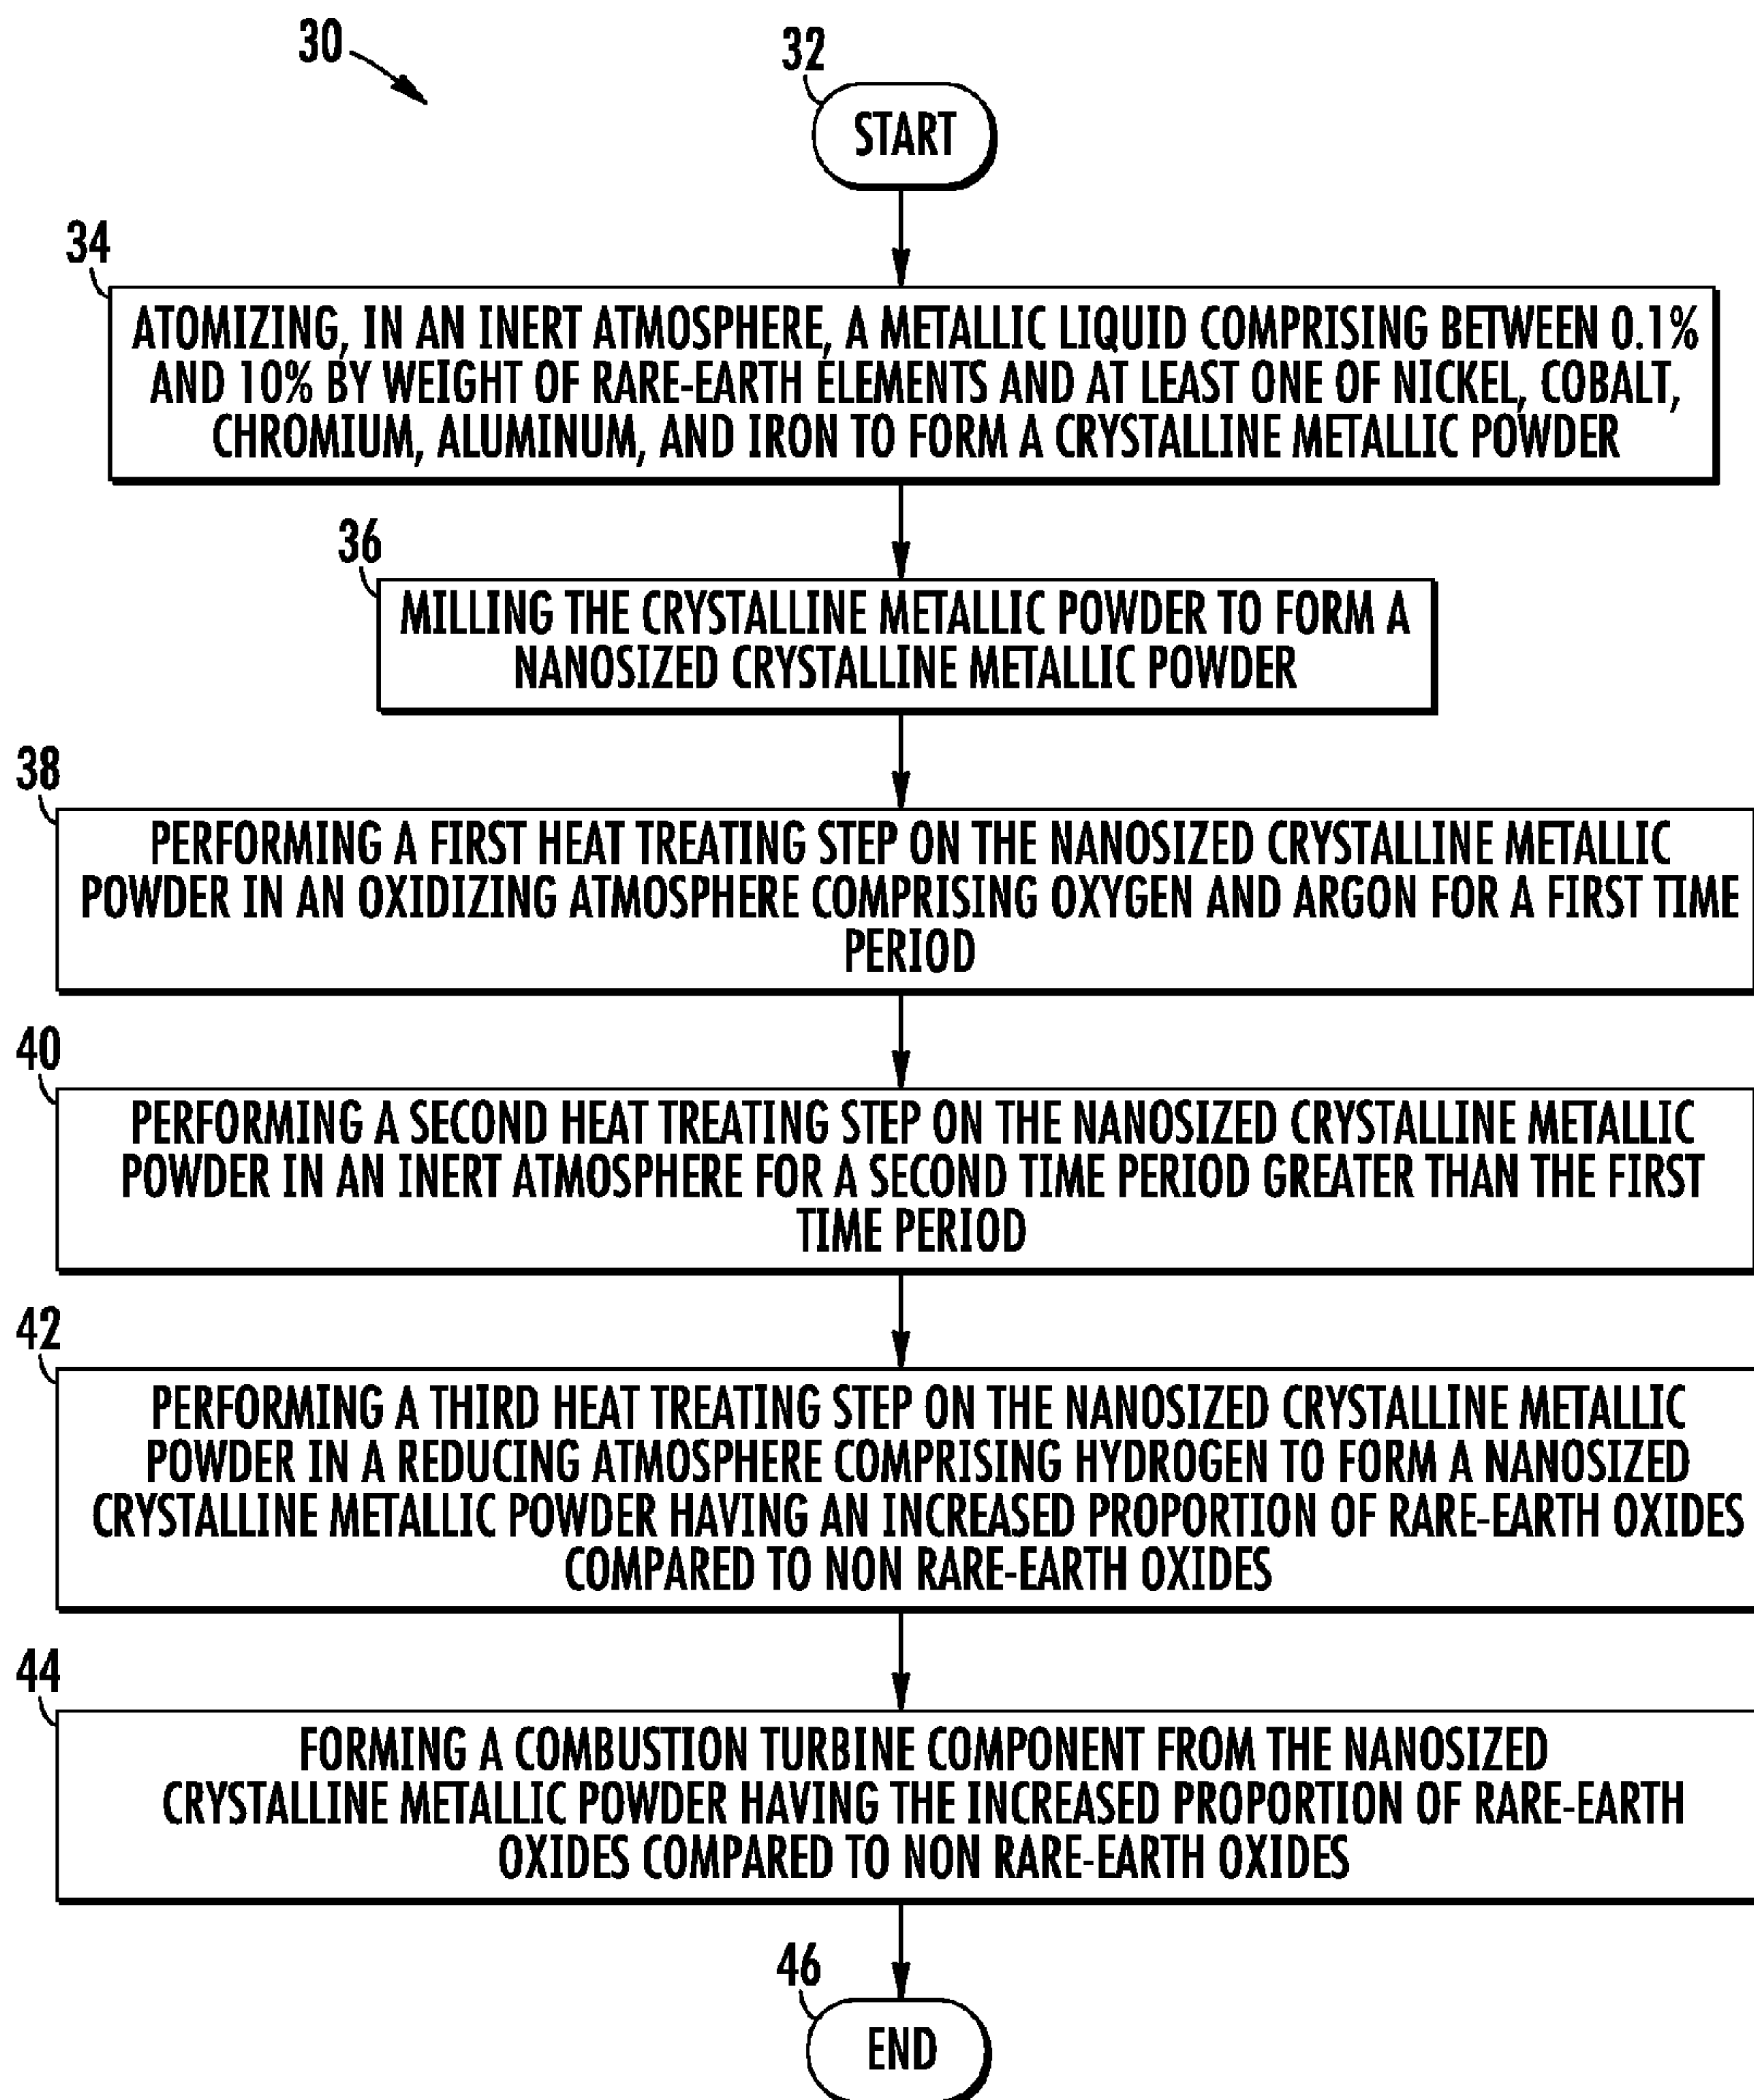 30
32
START
34
ATOMIZING, IN AN INERT ATMOSPHERE, A METALLIC LIQUID COMPRISING BETWEEN 0.1%
AND 10% BY WEIGHT OF RARE-EARTH ELEMENTS AND AT LEAST ONE OF NICKEL, COBALT,
CHROMIUM, ALUMINUM, AND IRON TO FORM A CRYSTALLINE METALLIC POWDER
36
MILLING THE CRYSTALLINE METALLIC POWDER TO FORM A
NANOSIZED CRYSTALLINE METALLIC POWDER
38
PERFORMING A FIRST HEAT TREATING STEP ON THE NANOSIZED CRYSTALLINE METALLIC
POWDER IN AN OXIDIZING ATMOSPHERE COMPRISING OXYGEN AND ARGON FOR A FIRST TIME
PERIOD
40
PERFORMING A SECOND HEAT TREATING STEP ON THE NANOSIZED CRYSTALLINE METALLIC
POWDER IN AN INERT ATMOSPHERE FOR A SECOND TIME PERIOD GREATER THAN THE FIRST
TIME PERIOD
42
PERFORMING A THIRD HEAT TREATING STEP ON THE NANOSIZED CRYSTALLINE METALLIC
POWDER IN A REDUCING ATMOSPHERE COMPRISING HYDROGEN TO FORM A NANOSIZED
CRYSTALLINE METALLIC POWDER HAVING AN INCREASED PROPORTION OF RARE-EARTH OXIDES
COMPARED TO NON RARE-EARTH OXIDES
44
FORMING A COMBUSTION TURBINE COMPONENT FROM THE NANOSIZED
CRYSTALLINE METALLIC POWDER HAVING THE INCREASED PROPORTION OF RARE-EARTH
OXIDES COMPARED TO NON RARE-EARTH OXIDES
46
END